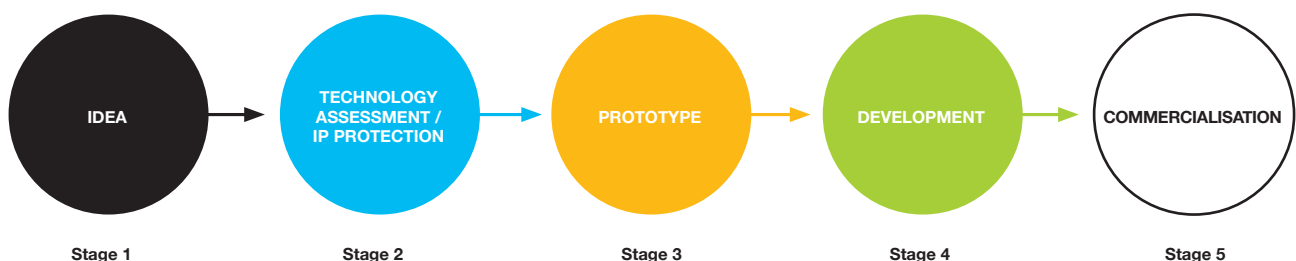 IDEA
TECHNOLOGY
ASSESSMENT /
IP PROTECTION
PROTOTYPE
DEVELOPMENT
COMMERCIALISATION
Stage 1
Stage 2
Stage 3
Stage 4
Stage 5